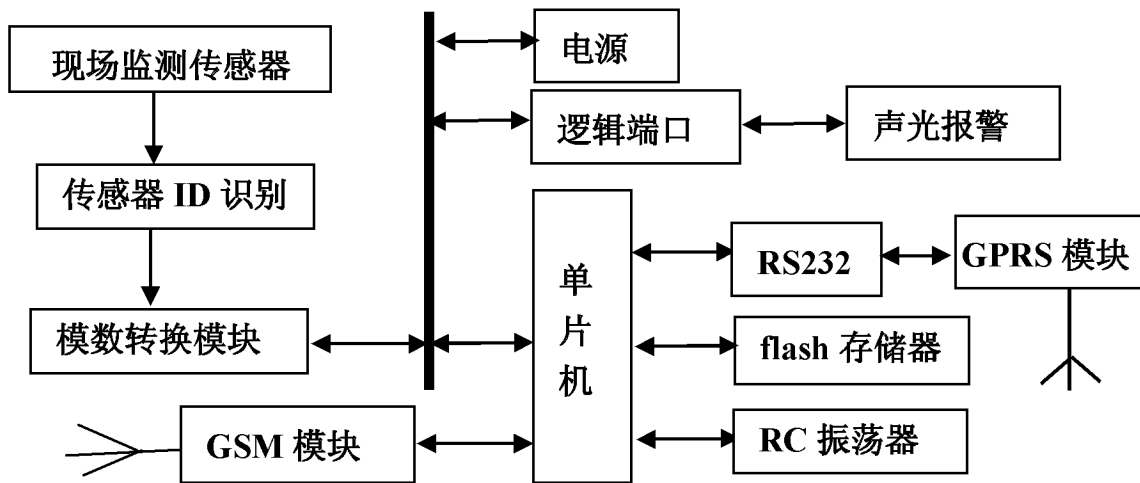 现场监测传感器
电源
逻辑端口
声光报警
传感器 ID 识别
单片机
RS232
GPRS 模块
模数转换模块
flash 存储器
GSM 模块
RC 振荡器